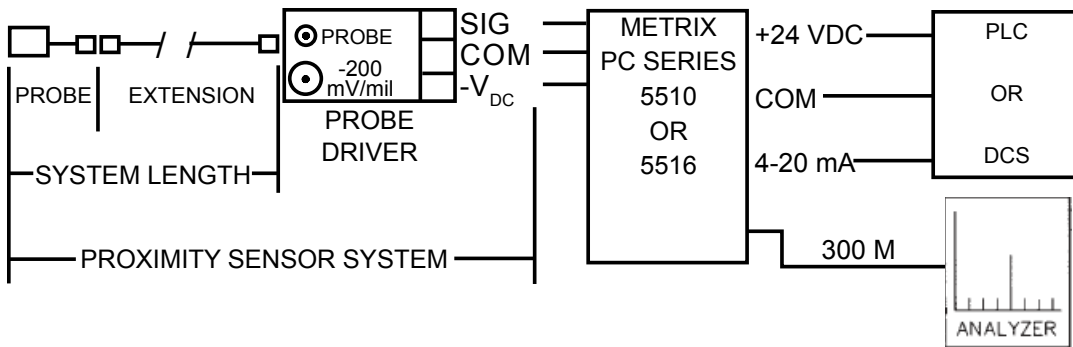 PROBE
EXTENSION
SYSTEM LENGTH
PROXIMITY SENSOR SYSTEM
PROBE
-200
mV/mil
PROBE
DRIVER
SIG
COM
-VDC
METRIX
PC SERIES
5510
OR
5516
+24 VDC
COM
4-20 mA
PLC
OR
DCS
300 M
ANALYZER